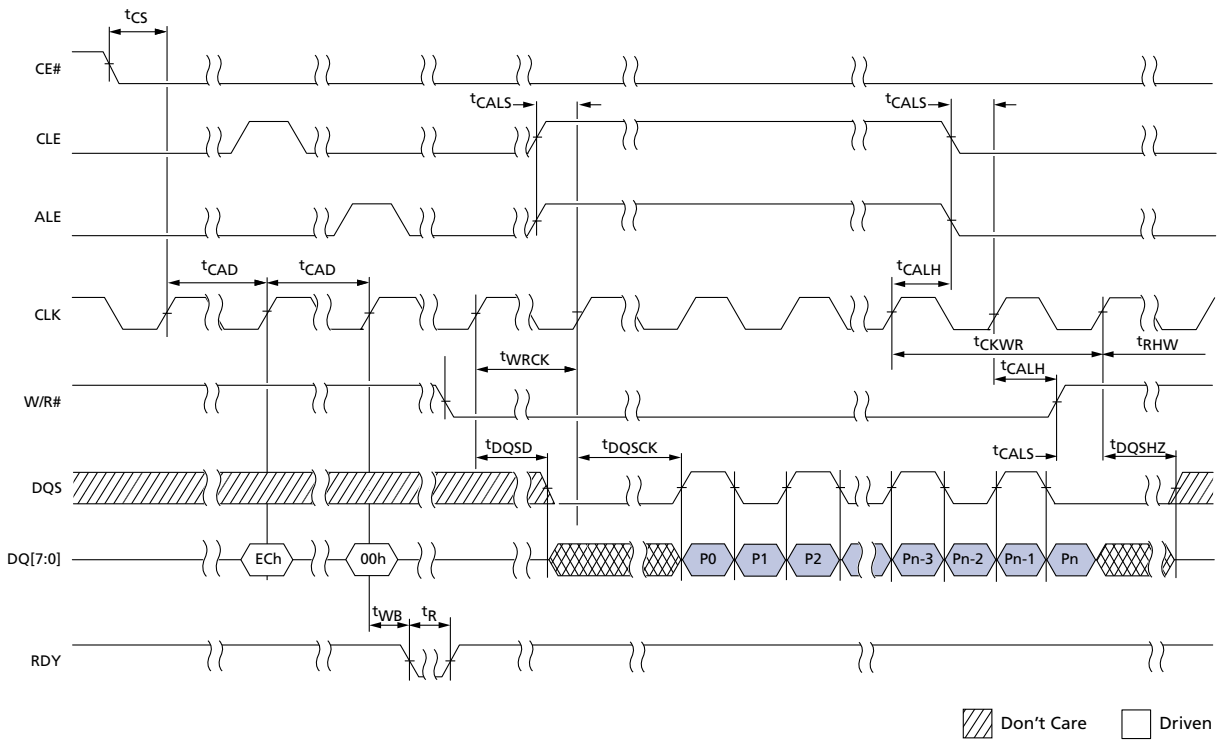 tCS
CE#
tCALS
tCALS
CLE
ALE
tCAD
tCAD
tCALH
CLK
tWRCK
tCKWR
tRHW
tCALH
W/R#
tDQSD
tDQSCK
tCALS
tDQSHZ
DQS
DQ[7:0]
ECh
00h
P0
P1
P2
Pn-3
Pn-2
Pn-1
Pn
tWB
tR
RDY
Don't Care
Driven